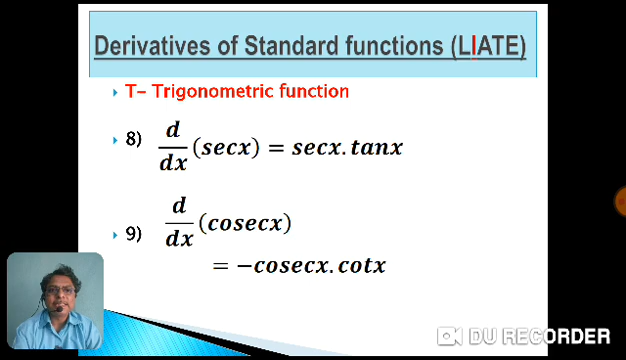 Derivatives of Standard functions (LIATE)
T- Trigonometric function
8) d/dx (secx) = secx.tanx
9) d/dx (cosecx)
= -cosecx.cotx
DU RECORDER